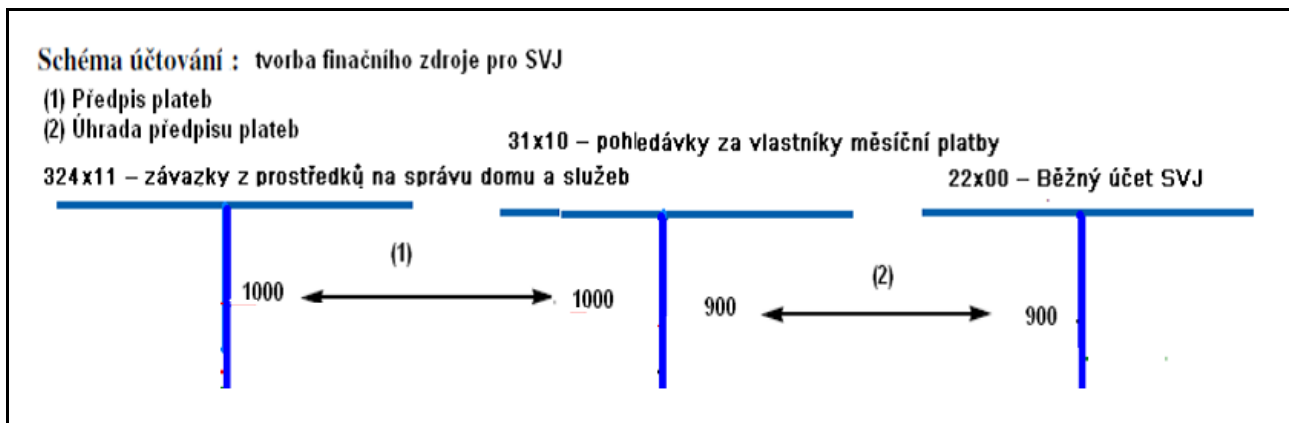 Schéma účtování : tvorba finačního zdroje pro SVJ
(1) Předpis plateb
(2) Úhrada předpisu plateb
31x10 – pohledávky za vlastníky měsíční platby
324x11 – závazky z prostředků na správu domu a služeb
22x00 – Běžný účet SVJ
(1)
(2)
1000
1000
900
900